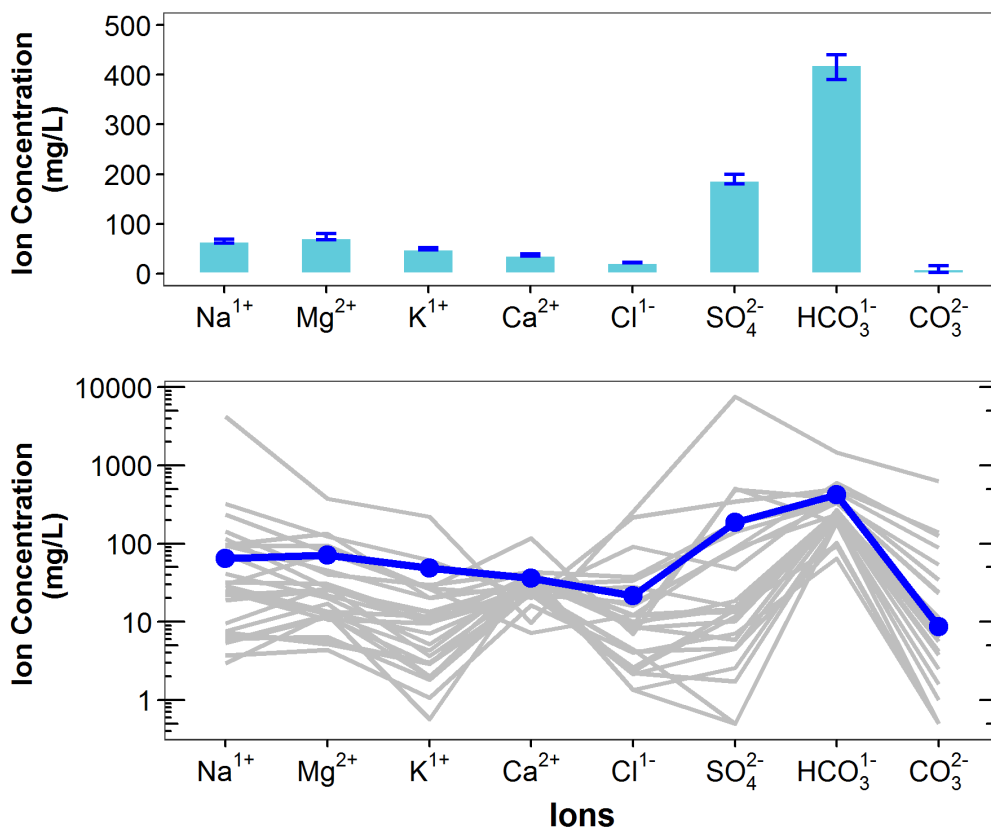 Ion Concentration
(mg/L)
500
400
300
200
100
0
Na¹⁺ Mg²⁺ K¹⁺ Ca²⁺ Cl¹⁻ SO₄²⁻ HCO₃¹⁻ CO₃²⁻
Ion Concentration
(mg/L)
10000
1000
100
10
1
Na¹⁺ Mg²⁺ K¹⁺ Ca²⁺ Cl¹⁻ SO₄²⁻ HCO₃¹⁻ CO₃²⁻
Ions